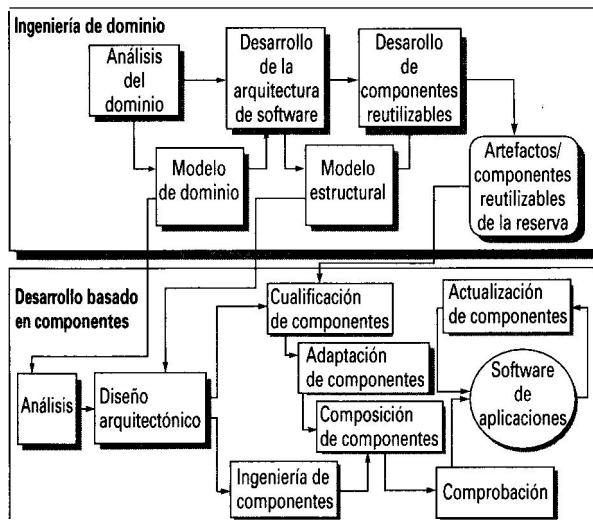 Ingeniería de dominio
Análisis
del
dominio
Desarrollo
de la
arquitectura
de software
Desarollo
de
componentes
reutilizables
Modelo
de dominio
Modelo
estructural
Artefactos/
componentes
reutilizables
de la reserva
Desarrollo basado
en componentes
Cualificación
de componentes
Actualización
de componentes
Adaptación
de componentes
Software
de
aplicaciones
Análisis
Diseño
arquitectónico
Composición
de componentes
Ingeniería de
componentes
Comprobación